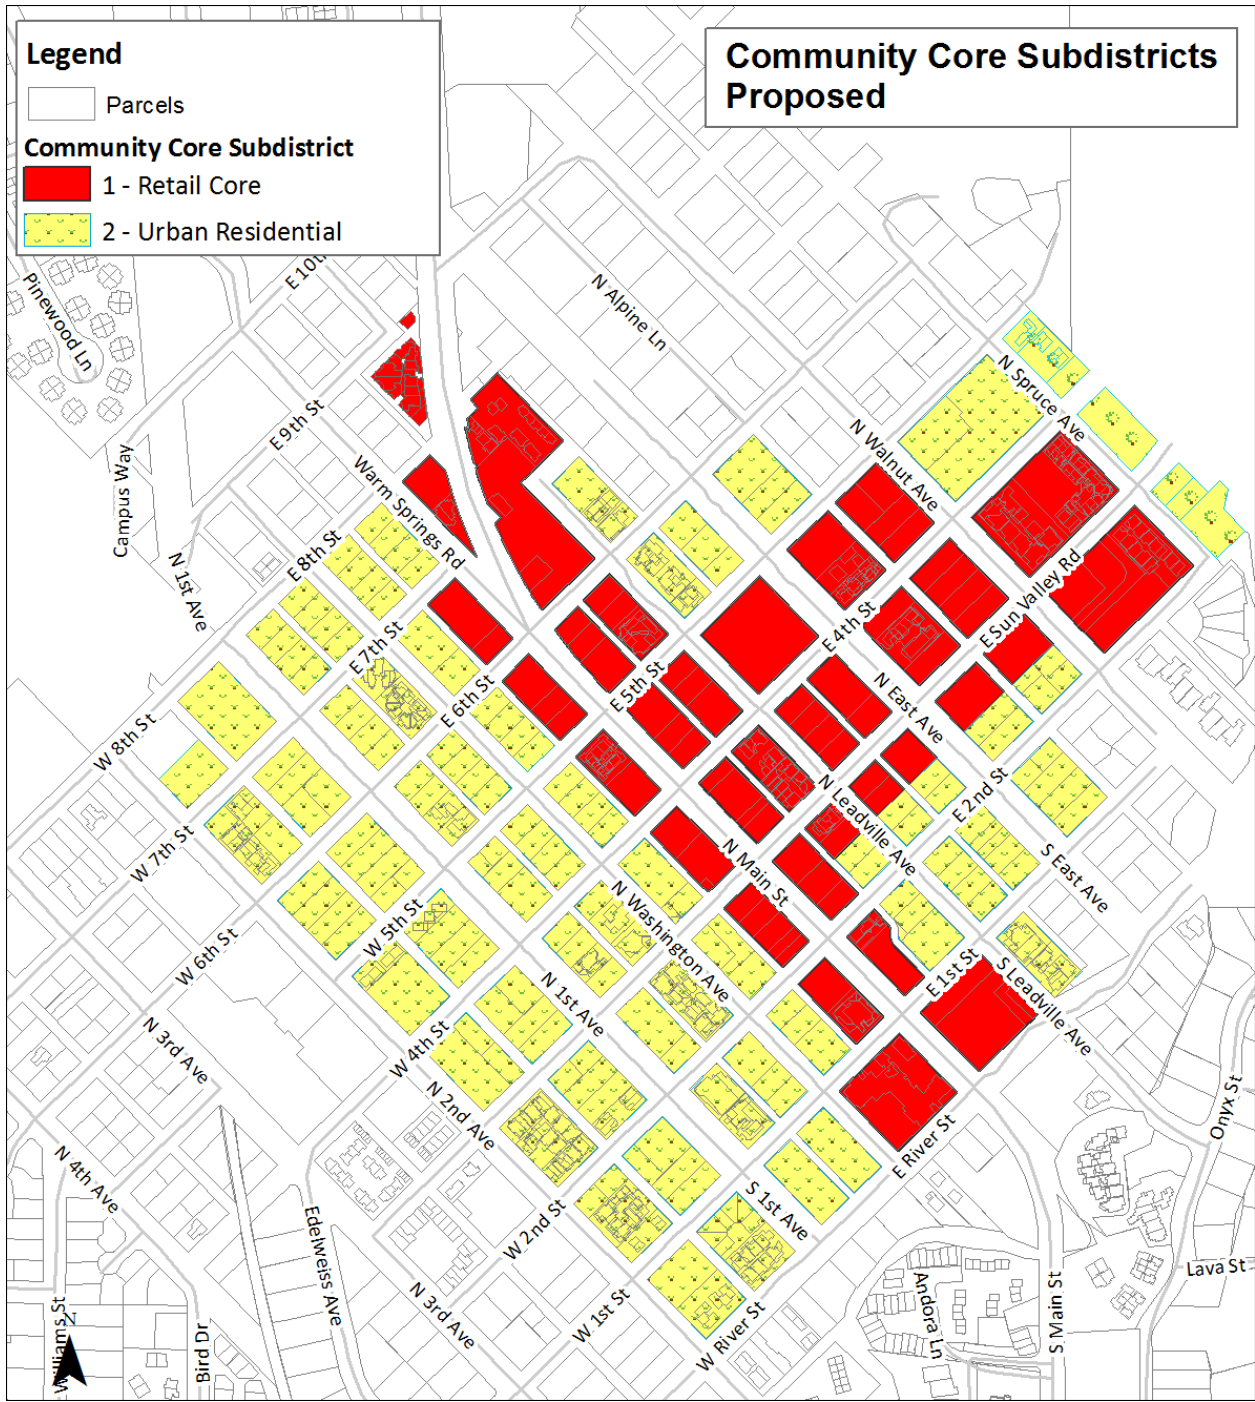 Legend
Parcels
Community Core Subdistrict
1 - Retail Core
2 - Urban Residential
Community Core Subdistricts
Proposed
E 10th
Pinewood Ln
N Alpine Ln
E 9th St
N Spruce Ave
N Walnut Ave
Campus Way
Warm Springs Rd
E 8th St
N 1st Ave
E Sun Valley Rd
E 4th St
E 7th St
E 5th St
E 6th St
N East Ave
W 8th St
E 2nd St
N Leadville Ave
W 7th St
N Main St
S East Ave
N Washington Ave
W 5th St
W 6th St
E 1st St
S Leadville Ave
N 1st Ave
N 3rd Ave
W 4th St
N 2nd Ave
Onyx St
E River St
N 4th Ave
S 1st Ave
W 2nd St
Edelweiss Ave
Lava St
N 3rd Ave
W 1st St
Andora Ln
S Main St
W River St
N
Williams St
Bird Dr